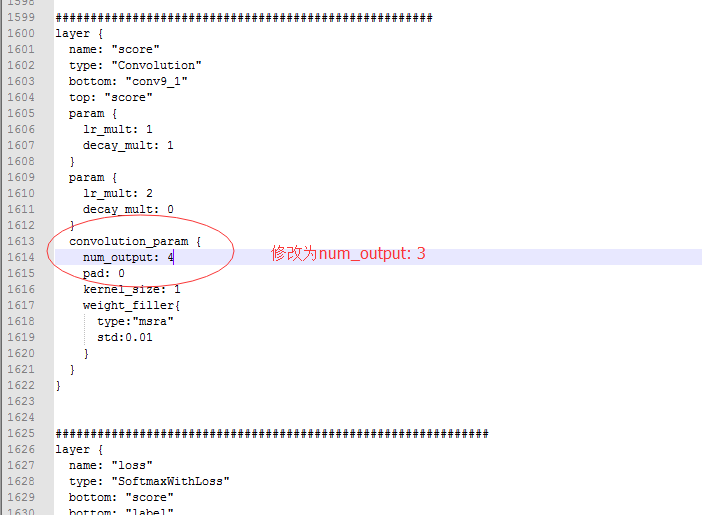 1598
1599 ######################################################
1600 layer {
1601 name: "score"
1602 type: "Convolution"
1603 bottom: "conv9_1"
1604 top: "score"
1605 param {
1606 lr_mult: 1
1607 decay_mult: 1
1608 }
1609 param {
1610 lr_mult: 2
1611 decay_mult: 0
1612 }
1613 convolution_param {
1614 num_output: 4 修改为num_output: 3
1615 pad: 0
1616 kernel_size: 1
1617 weight_filler{
1618 type:"msra"
1619 std:0.01
1620 }
1621 }
1622 }
1623
1624
1625 ##############################################################
1626 layer {
1627 name: "loss"
1628 type: "SoftmaxWithLoss"
1629 bottom: "score"
1630 bottom: "label"